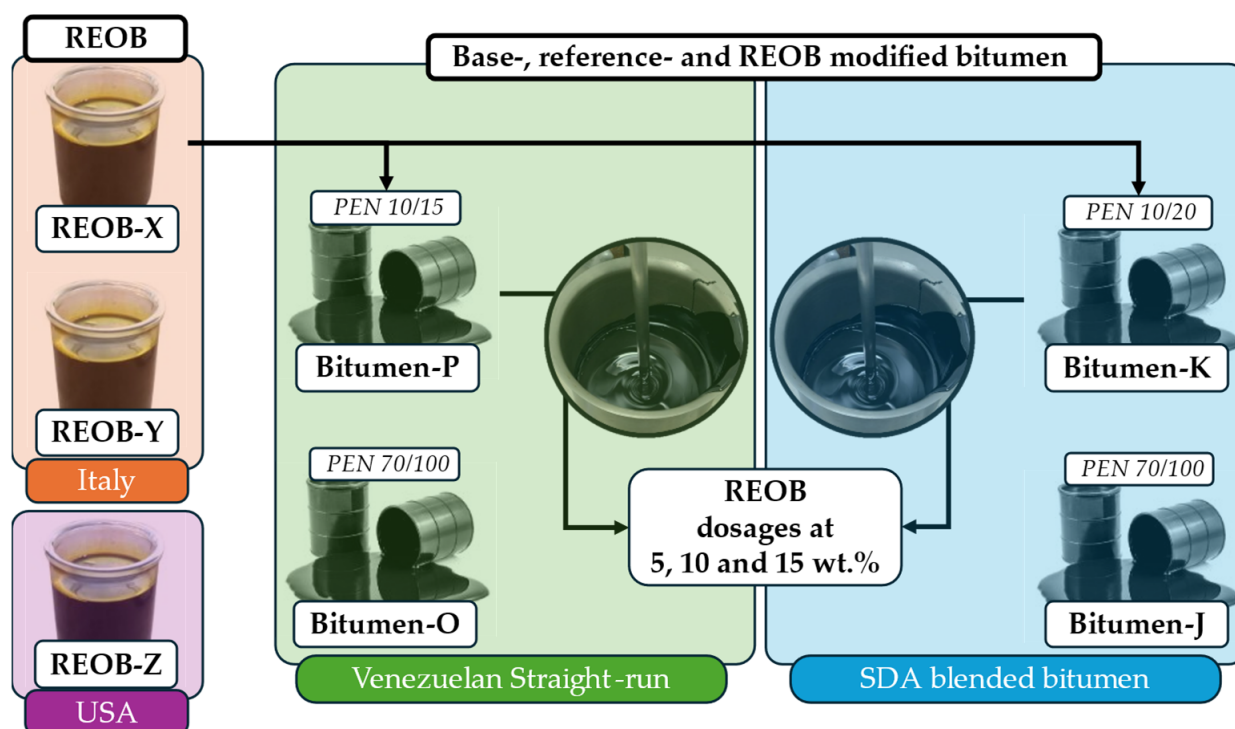 REOB
REOB-X
REOB-Y
Italy
REOB-Z
USA
Base-, reference- and REOB modified bitumen
PEN 10/15
Bitumen-P
PEN 70/100
Bitumen-O
Venezuelan Straight-run
REOB
dosages at
5, 10 and 15 wt.%
PEN 10/20
Bitumen-K
PEN 70/100
Bitumen-J
SDA blended bitumen